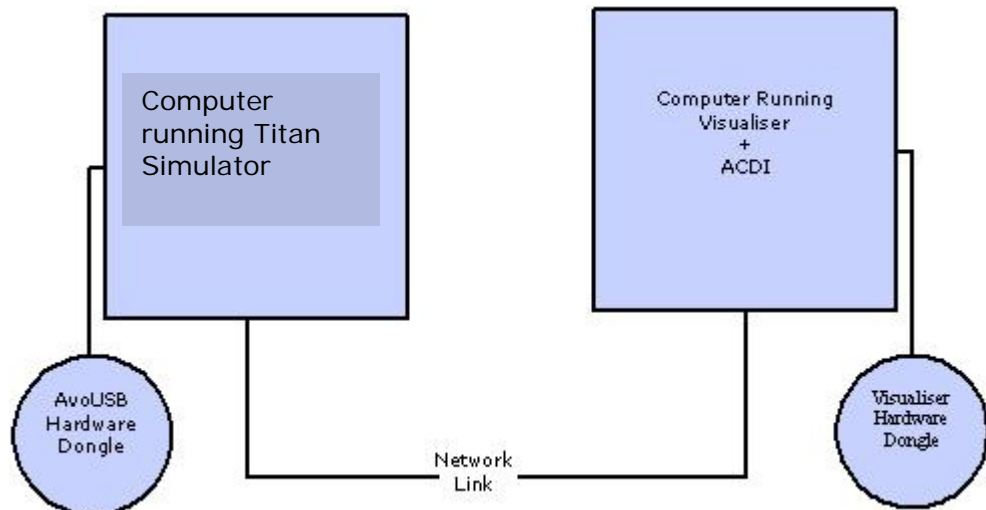 Computer
running Titan
Simulator
Computer Running
Visualiser
+
ACDI
AvoUSB
Hardware
Dongle
Visualiser
Hardware
Dongle
Network
Link